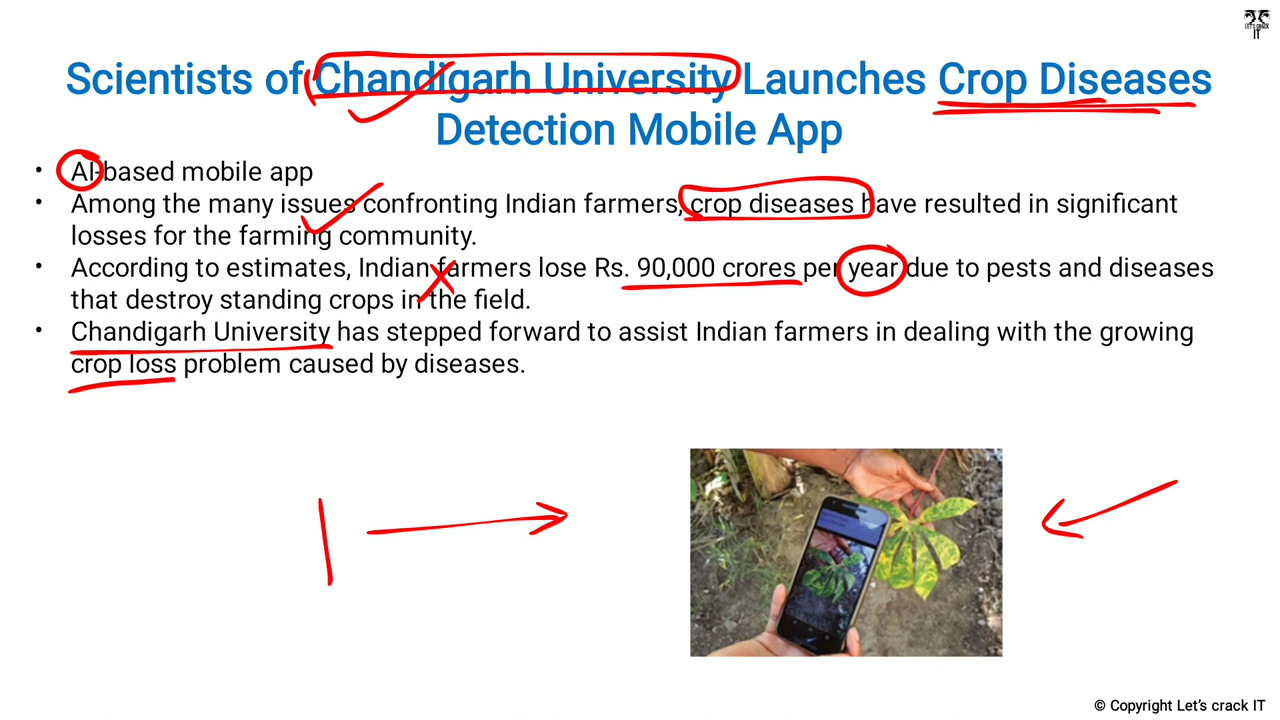 LET'S CRACK
IT
Scientists of Chandigarh University Launches Crop Diseases
Detection Mobile App
• AI-based mobile app
• Among the many issues confronting Indian farmers, crop diseases have resulted in significant
losses for the farming community.
• According to estimates, Indian farmers lose Rs. 90,000 crores per year due to pests and diseases
that destroy standing crops in the field.
• Chandigarh University has stepped forward to assist Indian farmers in dealing with the growing
crop loss problem caused by diseases.
© Copyright Let's crack IT